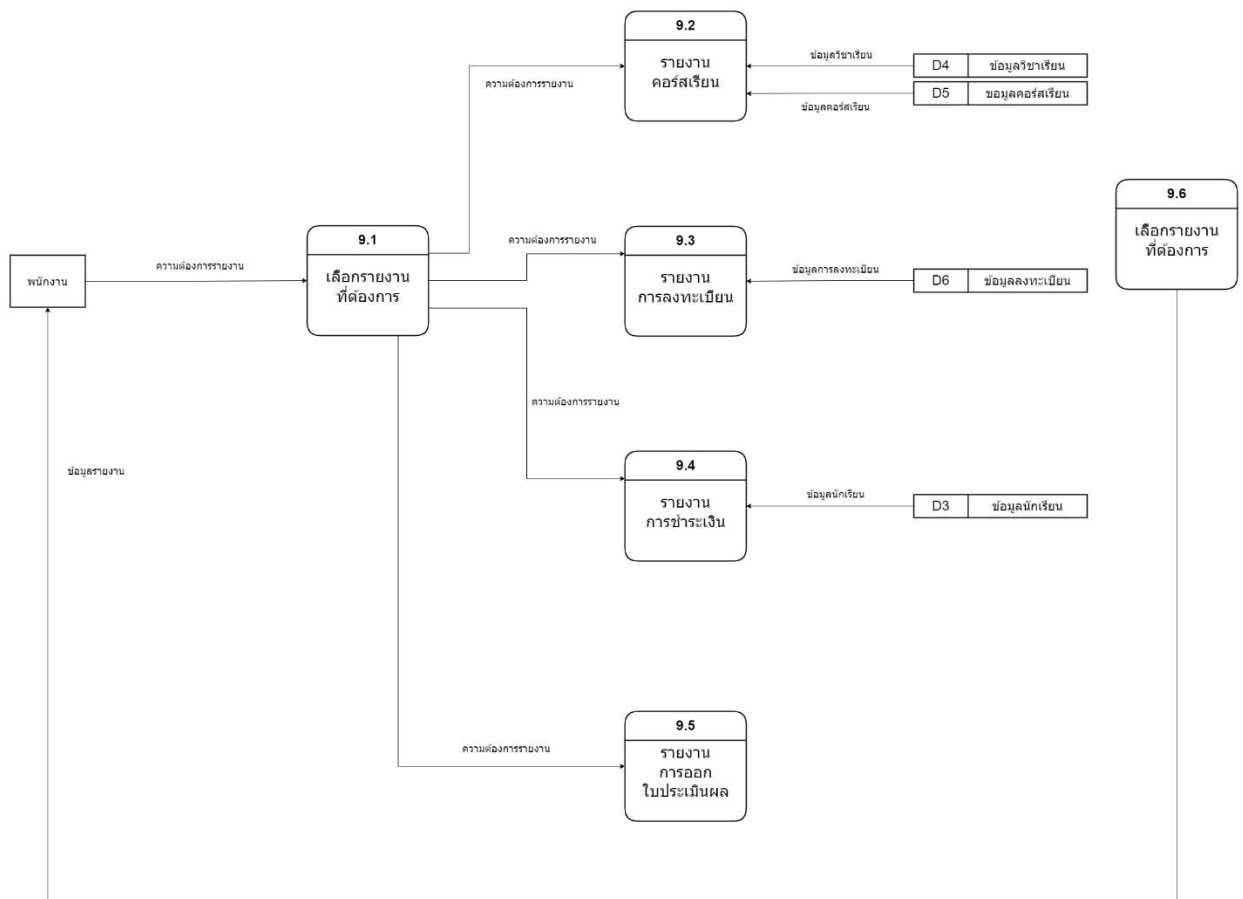 9.2
รายงาน
คอร์สเรียน
ข้อมูลวิชาเรียน
D4 ข้อมูลวิชาเรียน
ความต้องการรายงาน
D5 ขอมูลคอร์สเรียน
ข้อมูลคอร์สเรียน
9.6
เลือกรายงาน
ที่ต้องการ
9.1
เลือกรายงาน
ที่ต้องการ
ความต้องการรายงาน
9.3
รายงาน
การลงทะเบียน
ข้อมูลการลงทะเบียน
D6 ข้อมูลลงทะเบียน
พนักงาน
ความต้องการรายงาน
ความต้องการรายงาน
ข้อมูลรายงาน
9.4
รายงาน
การชำระเงิน
ข้อมูลนักเรียน
D3 ข้อมูลนักเรียน
ความต้องการรายงาน
9.5
รายงาน
การออก
ใบประเมินผล